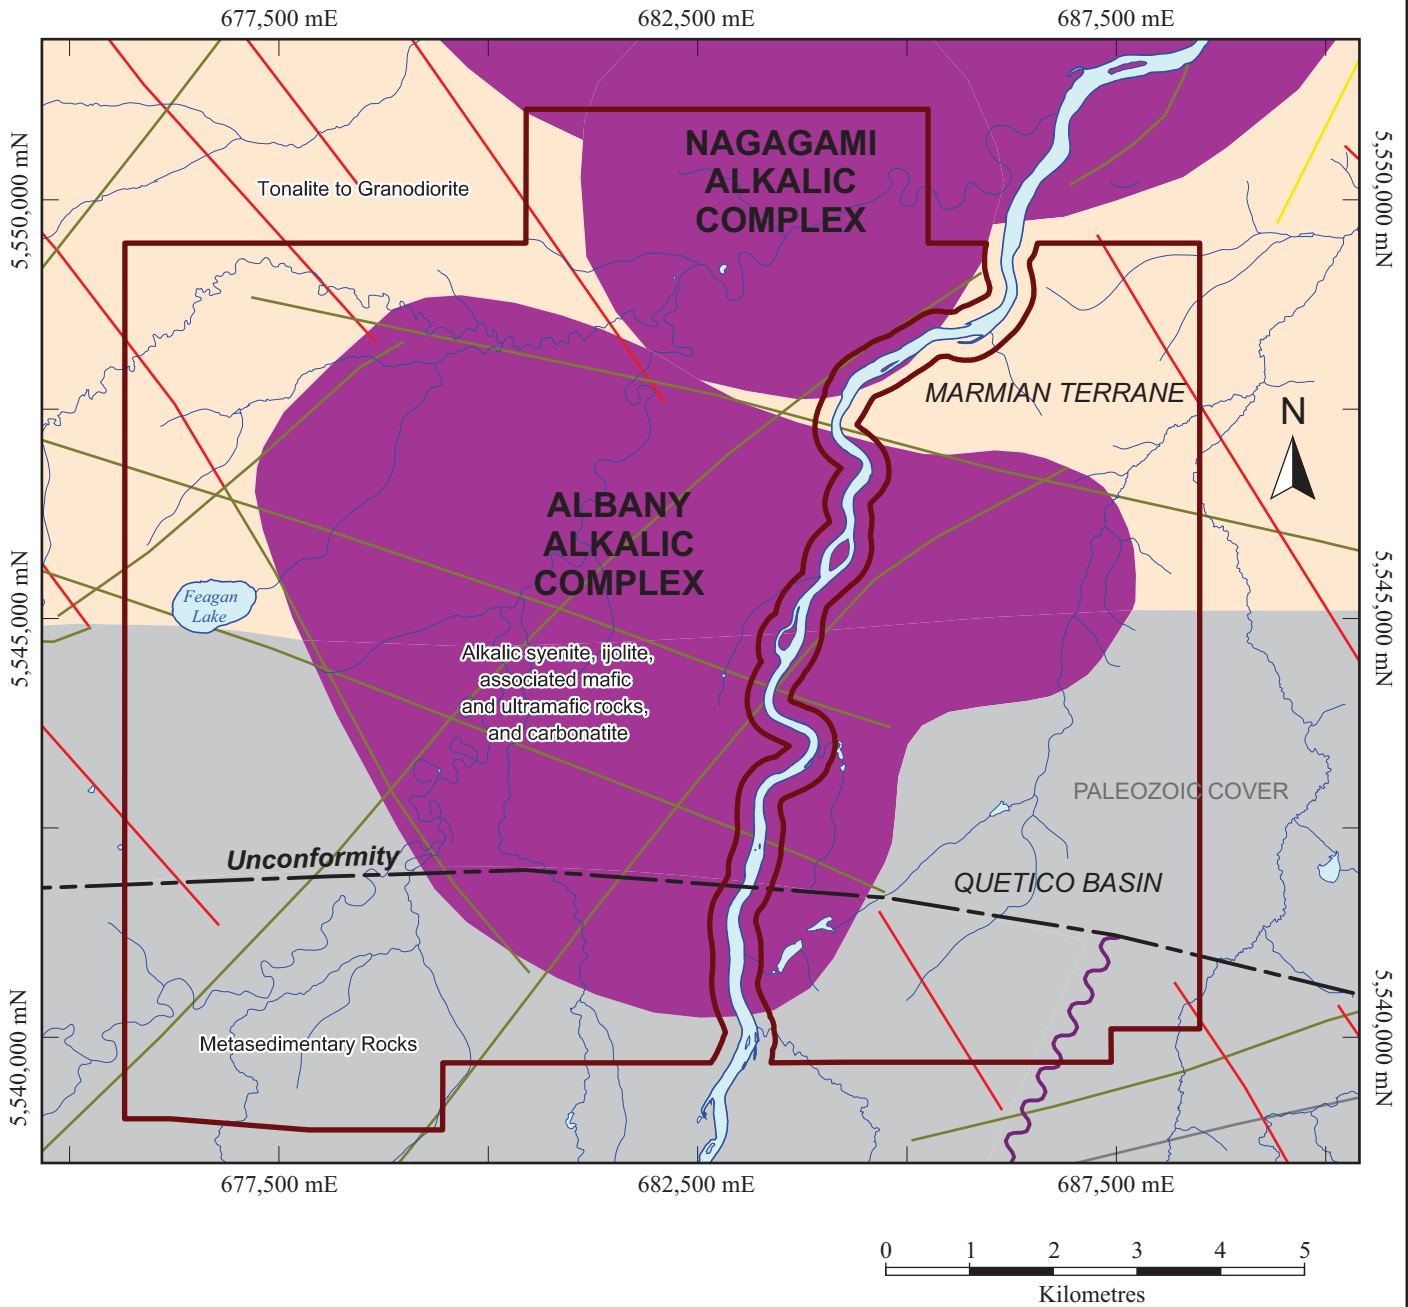 677,500 mE
682,500 mE
687,500 mE
5,550,000 mN
5,550,000 mN
NAGAGAMI
ALKALIC
COMPLEX
Tonalite to Granodiorite
MARMIAN TERRANE
N
ALBANY
ALKALIC
COMPLEX
Feagan
Lake
5,545,000 mN
5,545,000 mN
Alkalic syenite, ijolite,
associated mafic
and ultramafic rocks,
and carbonatite
PALEOZOIC COVER
Unconformity
QUETICO BASIN
Metasedimentary Rocks
5,540,000 mN
5,540,000 mN
677,500 mE
682,500 mE
687,500 mE
0 1 2 3 4 5
Kilometres